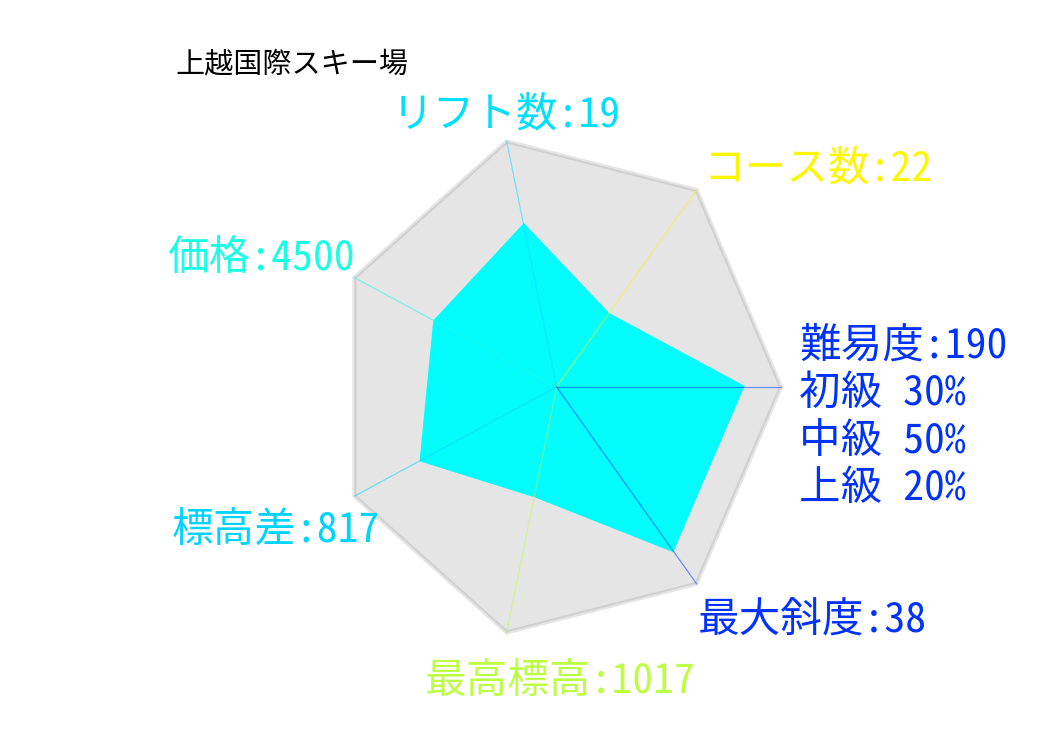 上越国際スキー場
リフト数:19
コース数:22
価格:4500
難易度:190
初級 30%
中級 50%
上級 20%
標高差:817
最大斜度:38
最高標高:1017